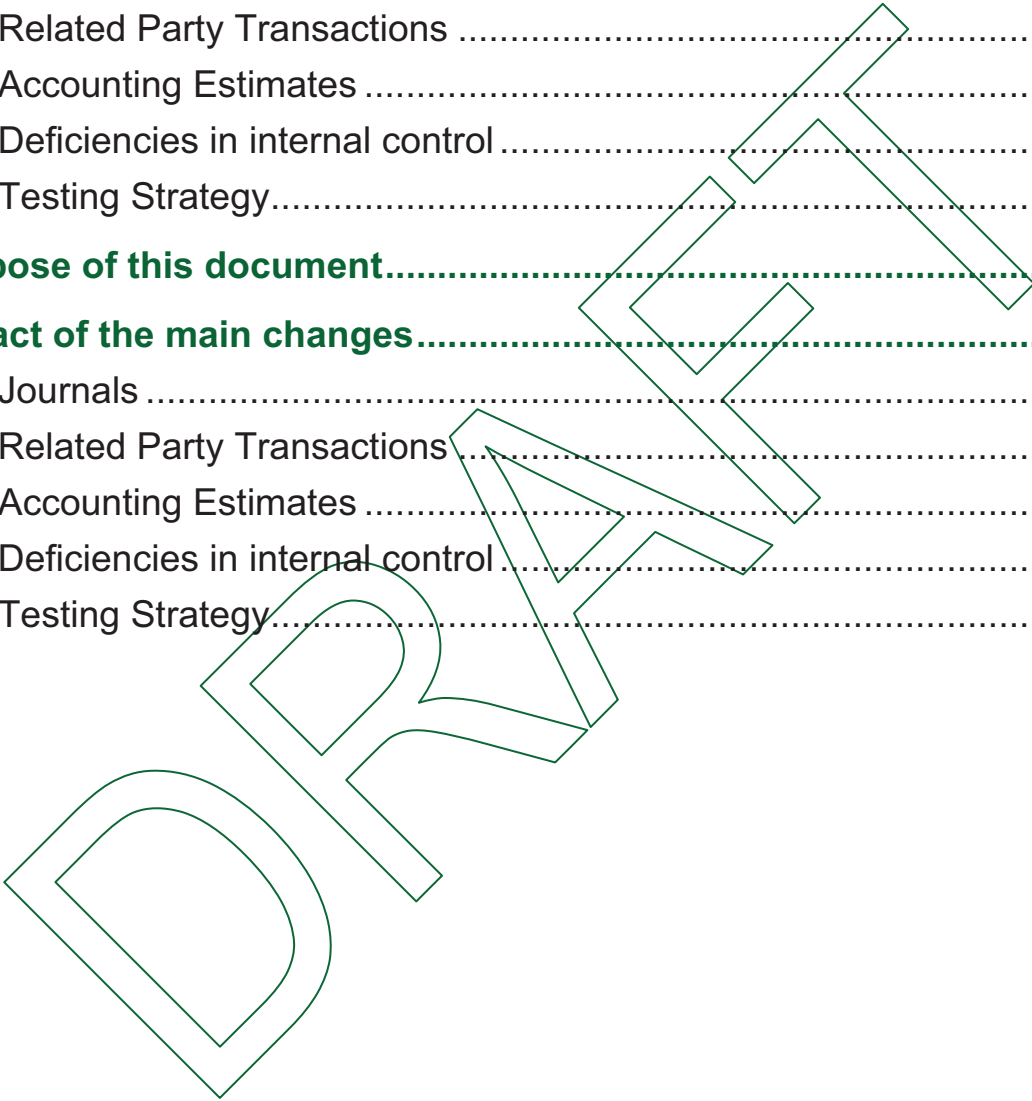 Related Party Transactions ..........................................................
Accounting Estimates ....................................................................
Deficiencies in internal control ......................................................
Testing Strategy..............................................................................
pose of this document..................................................................
act of the main changes...............................................................
Journals ..........................................................................................
Related Party Transactions ..........................................................
Accounting Estimates ....................................................................
Deficiencies in internal control ......................................................
Testing Strategy..............................................................................
DRAFT